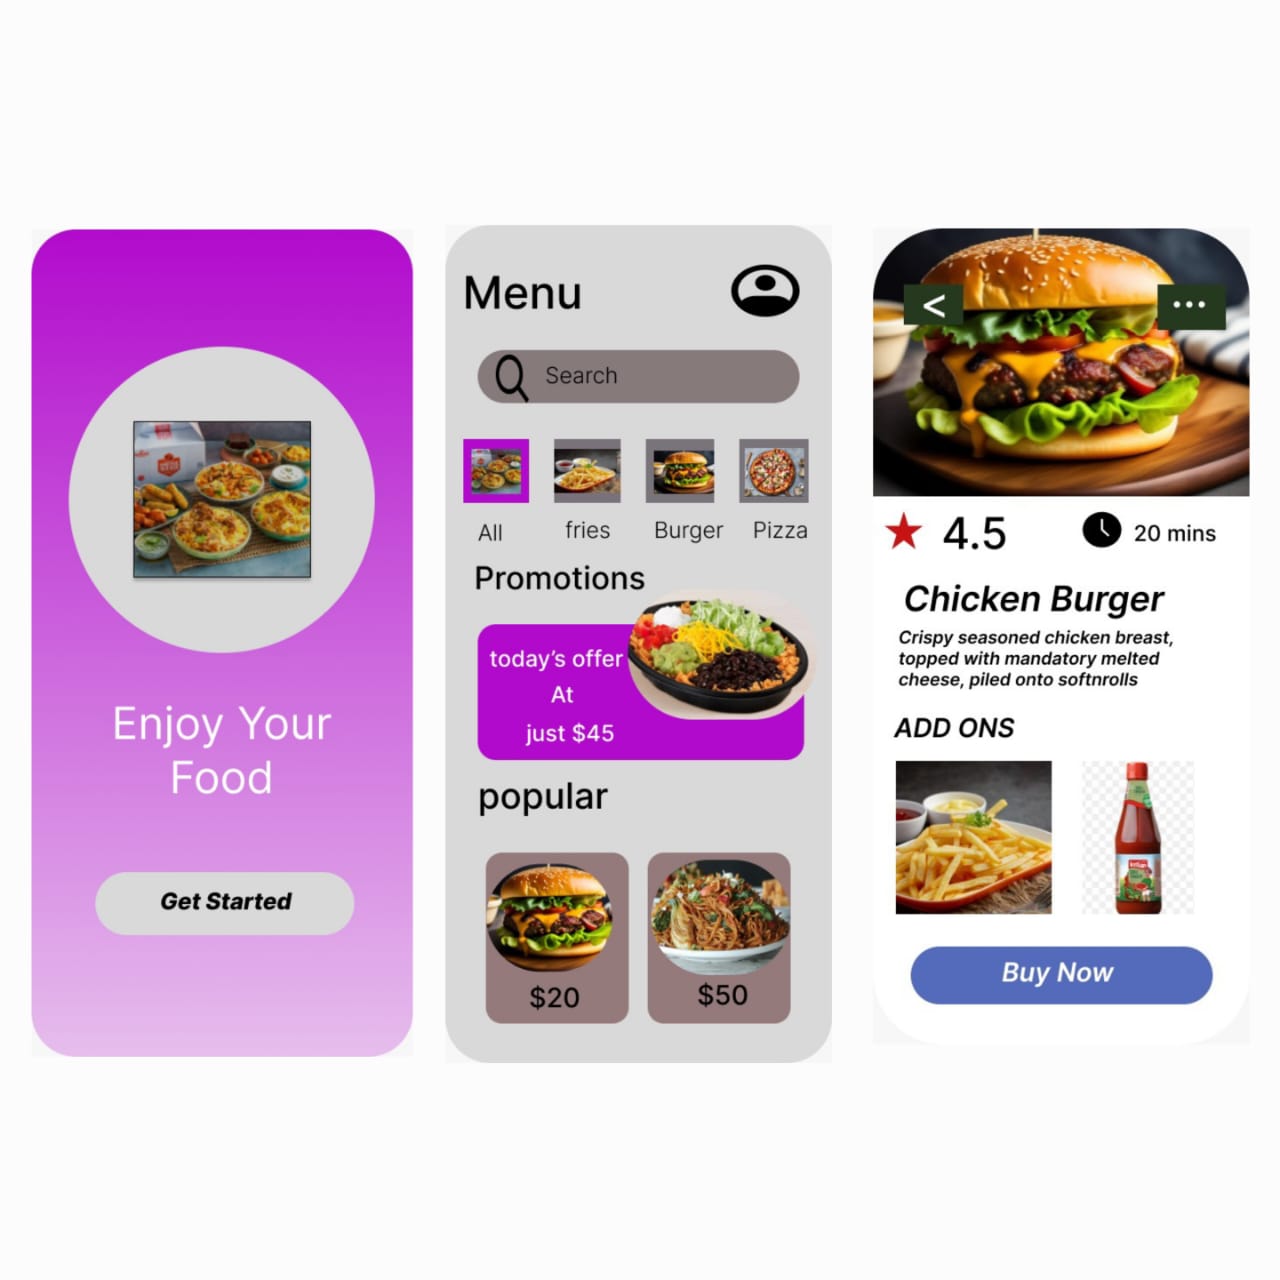 Enjoy Your
Food
Get Started
Menu
Search
All
fries
Burger
Pizza
Promotions
today's offer
At
just $45
popular
$20
$50
<
...
4.5
20 mins
Chicken Burger
Crispy seasoned chicken breast,
topped with mandatory melted
cheese, piled onto softnrolls
ADD ONS
Buy Now